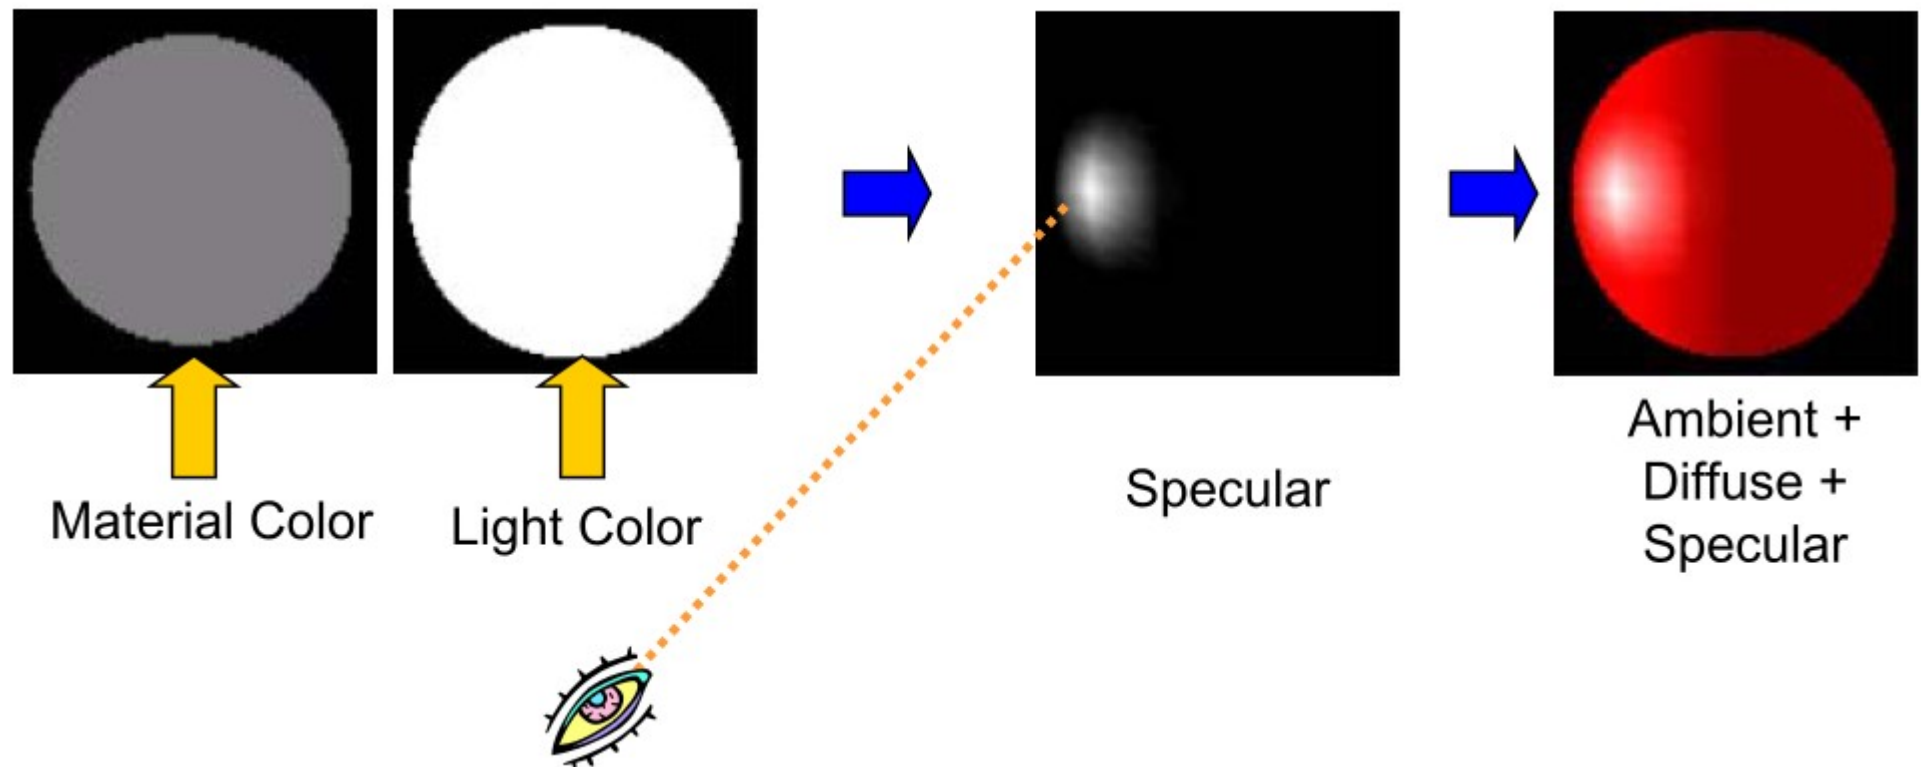 Material Color
Light Color
Specular
Ambient +
Diffuse +
Specular